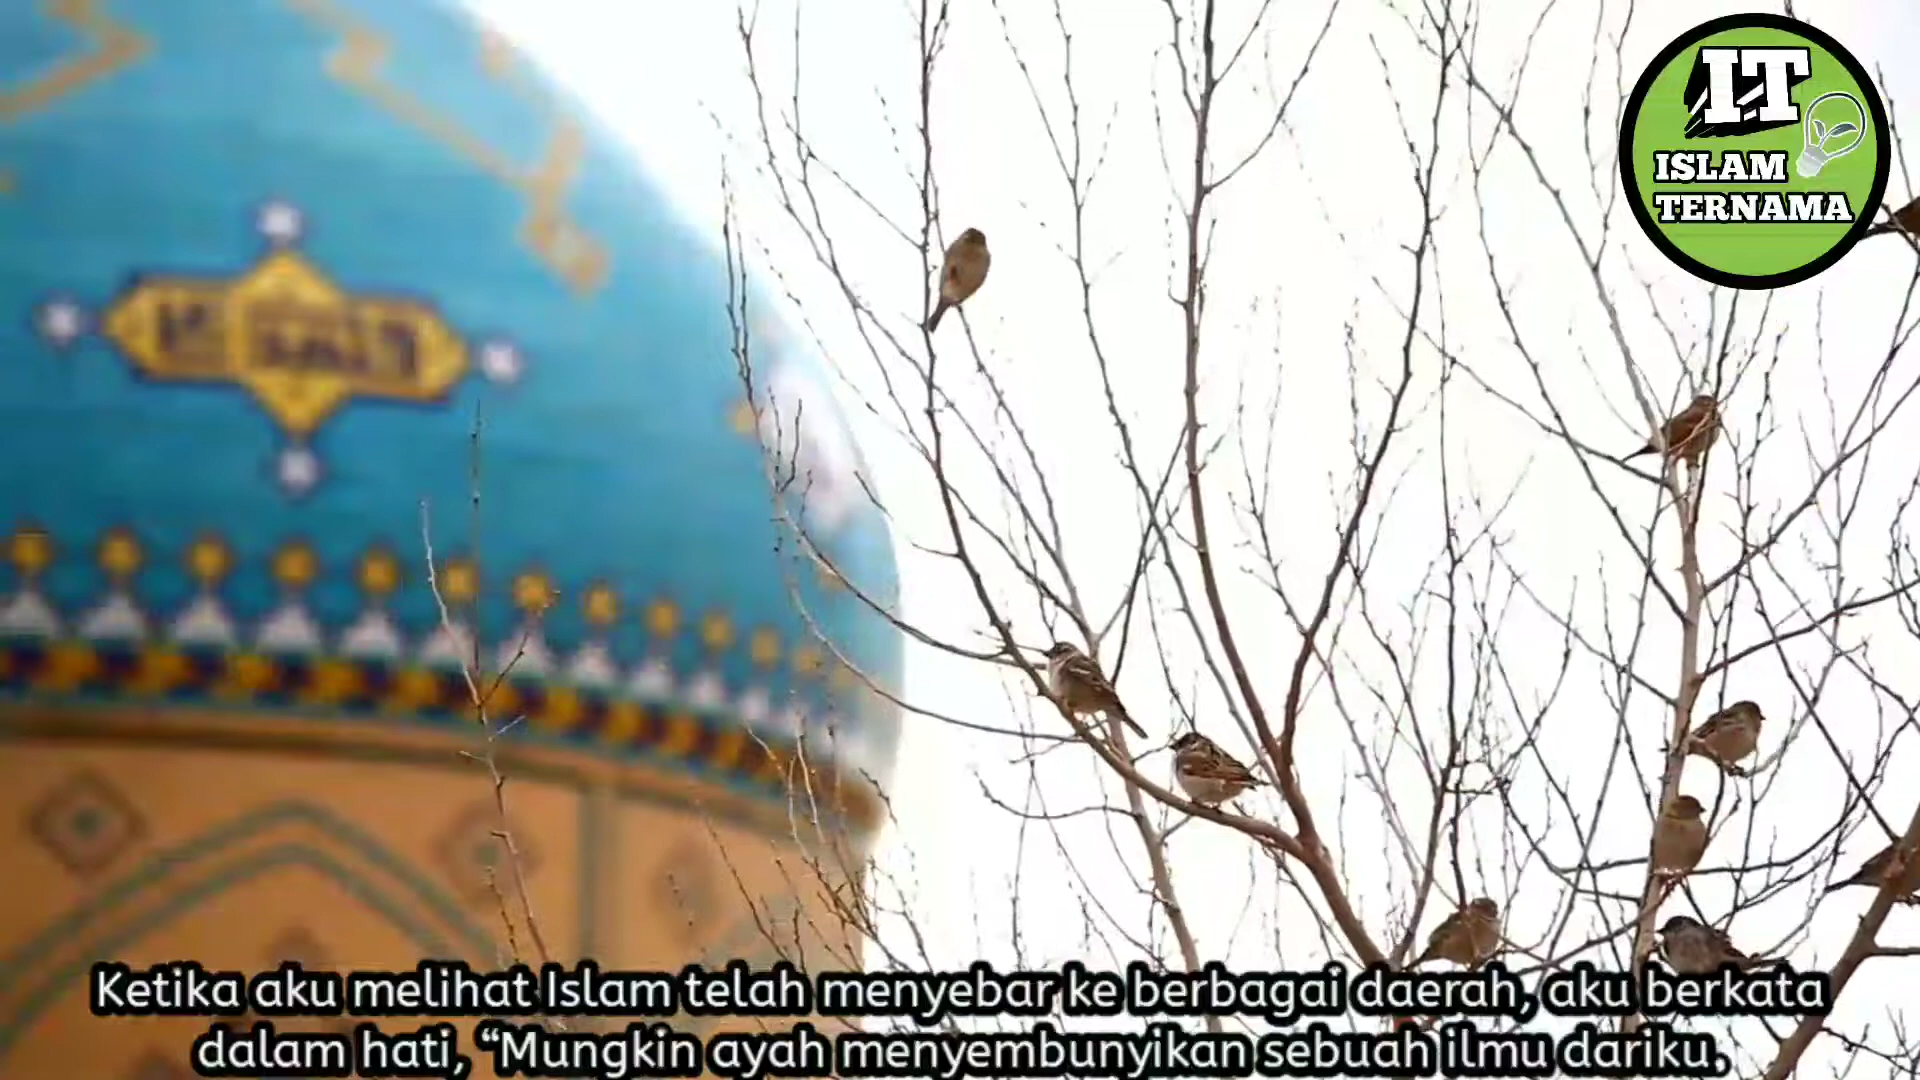 IT
ISLAM
TERNAMA
Ketika aku melihat Islam telah menyebar ke berbagai daerah, aku berkata
dalam hati, “Mungkin ayah menyembunyikan sebuah ilmu dariku.